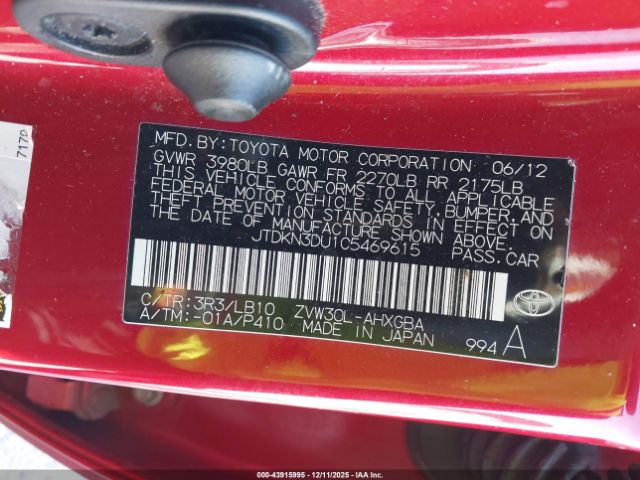 MFD. BY: TOYOTA MOTOR CORPORATION 06/12
GVWR 3980LB GAWR FR 2270LB RR 2175LB
THIS VEHICLE CONFORMS TO ALL APPLICABLE
FEDERAL MOTOR VEHICLE SAFETY, BUMPER, AND
THEFT PREVENTION STANDARDS IN EFFECT ON
THE DATE OF MANUFACTURE SHOWN ABOVE.
JTDKN3DU1C5469615 PASS.CAR
C/TR: 3R3/LB10 ZVW30L-AHXGBA
A/TM: -01A/P410 MADE IN JAPAN
994 A
7170
000-43915995 - 12/11/2025 - IAAI.COM